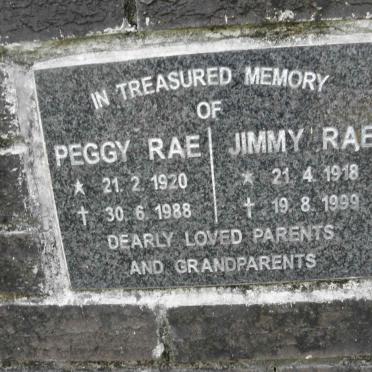 IN TREASURED MEMORY
OF
PEGGY RAE JIMMY RAE
★ 21. 2. 1920 ★ 21. 4. 1918
† 30. 6. 1988 † 19. 8. 1999
DEARLY LOVED PARENTS
AND GRANDPARENTS